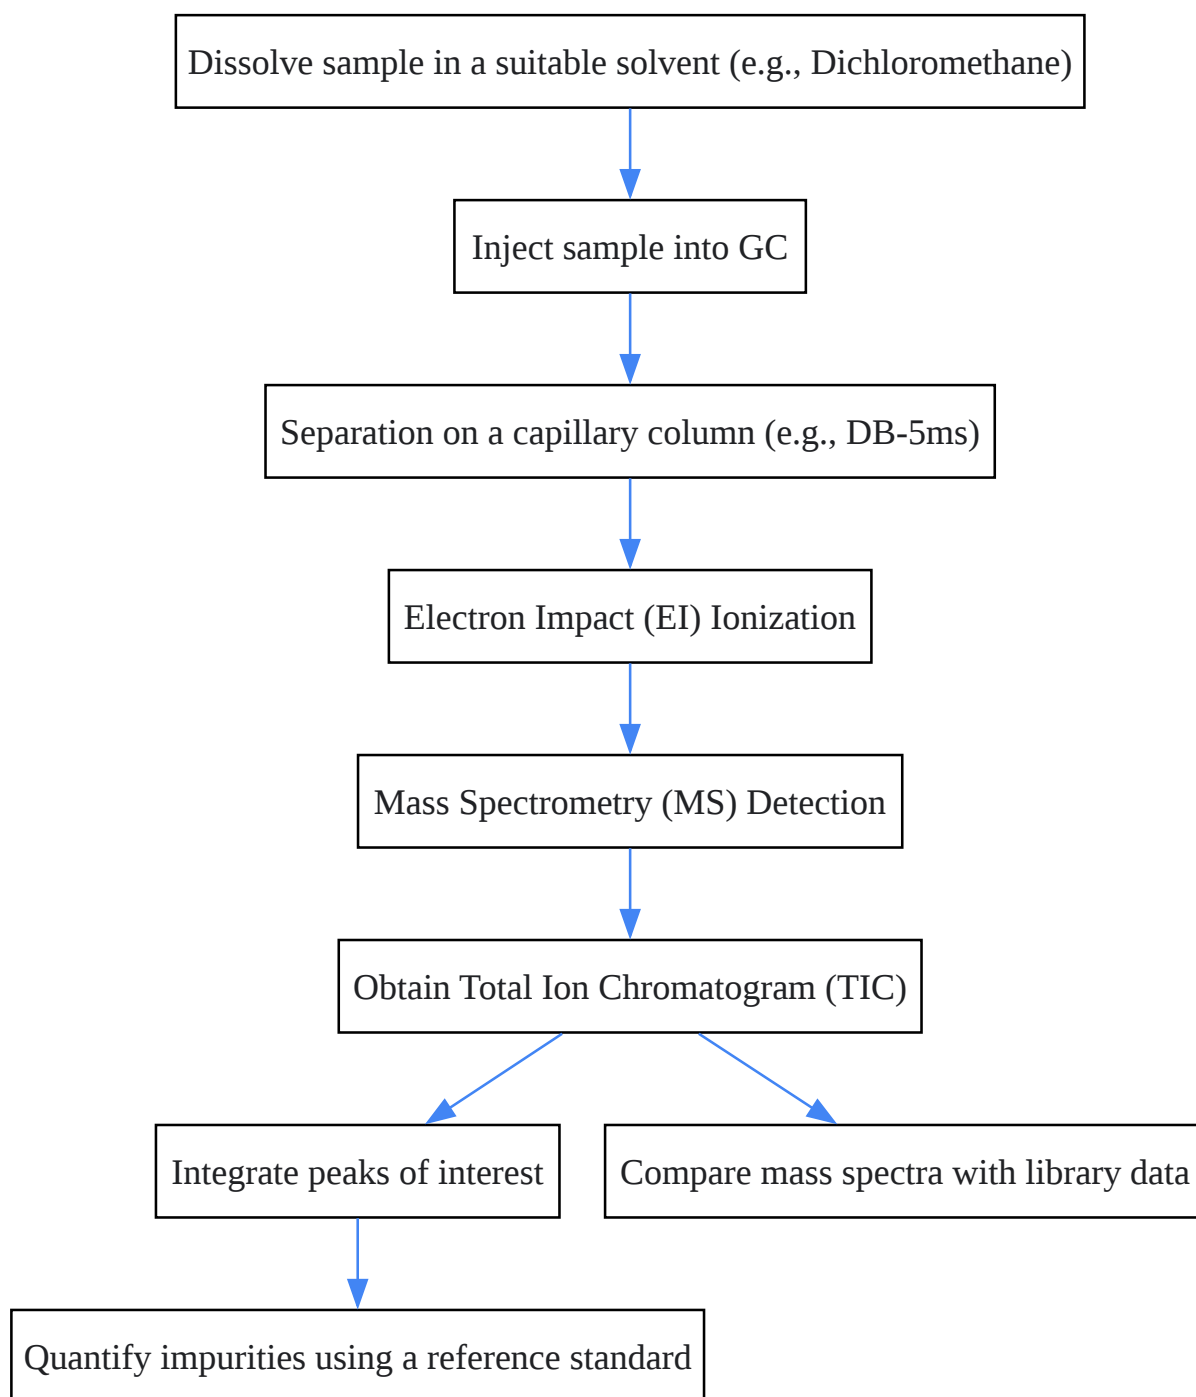 Dissolve sample in a suitable solvent (e.g., Dichloromethane)
Inject sample into GC
Separation on a capillary column (e.g., DB-5ms)
Electron Impact (EI) Ionization
Mass Spectrometry (MS) Detection
Obtain Total Ion Chromatogram (TIC)
Integrate peaks of interest
Compare mass spectra with library data
Quantify impurities using a reference standard